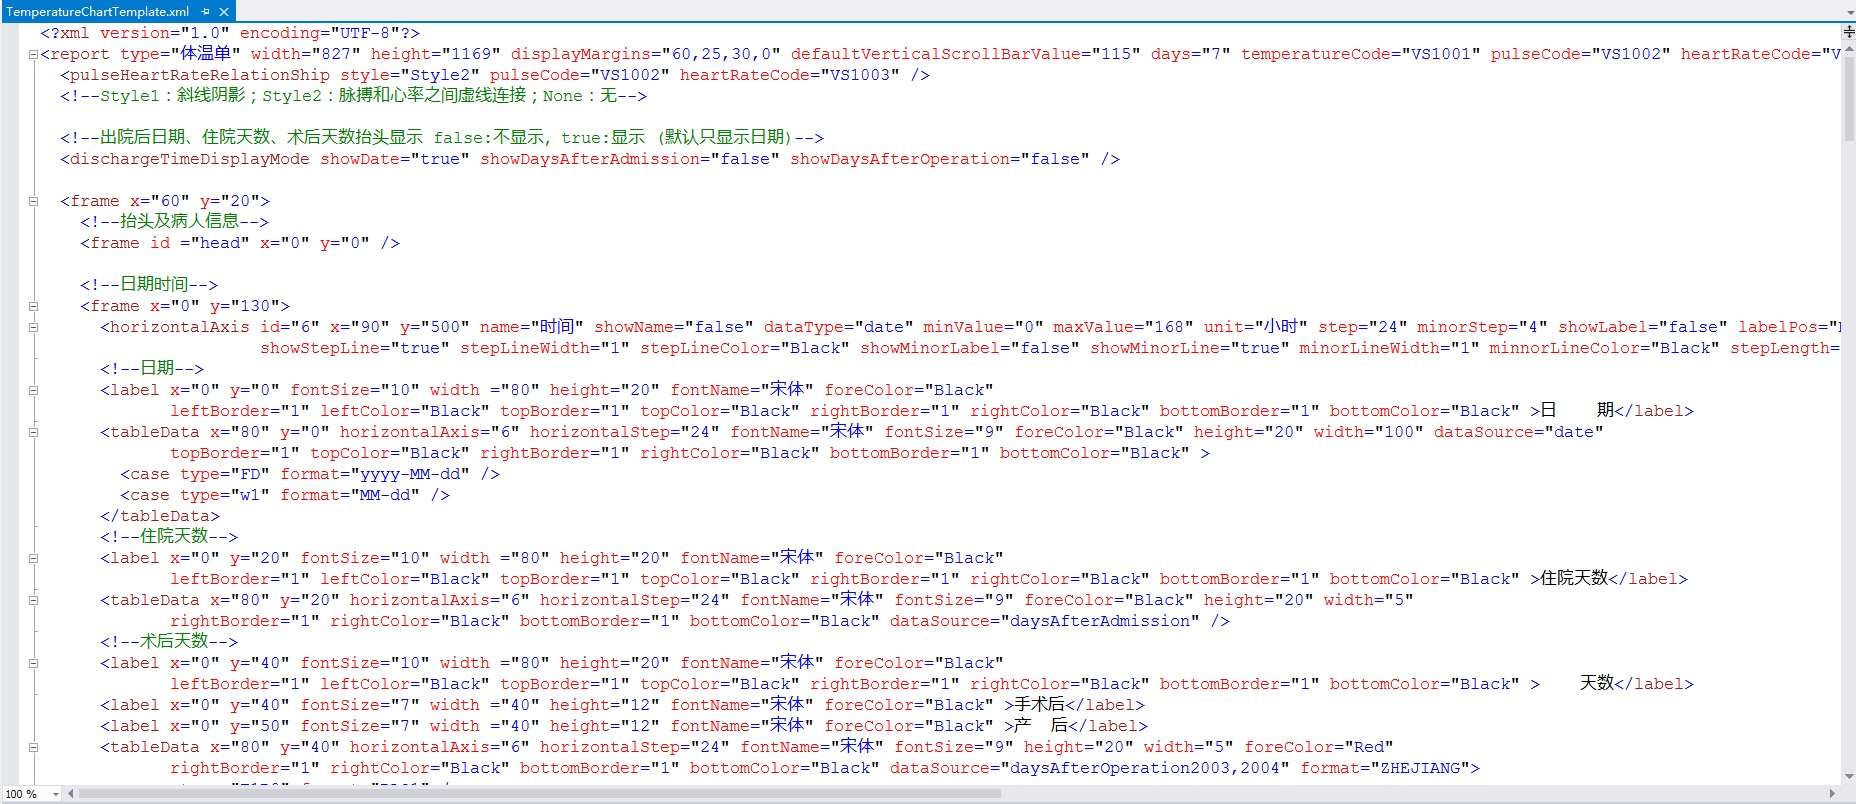 TemperatureChartTemplate.xml
<?xml version="1.0" encoding="UTF-8"?>
<report type="体温单" width="827" height="1169" displayMargins="60,25,30,0" defaultVerticalScrollBarValue="115" days="7" temperatureCode="VS1001" pulseCode="VS1002" heartRateCode="V
<pulseHeartRateRelationShip style="Style2" pulseCode="VS1002" heartRateCode="VS1003" />
<!--Style1：斜线阴影；Style2：脉搏和心率之间虚线连接；None：无-->
<!--出院后日期、住院天数、术后天数抬头显示 false:不显示, true:显示 (默认只显示日期)-->
<dischargeTimeDisplayMode showDate="true" showDaysAfterAdmission="false" showDaysAfterOperation="false" />
<frame x="60" y="20">
<!--抬头及病人信息-->
<frame id ="head" x="0" y="0" />
<!--日期时间-->
<frame x="0" y="130">
<horizontalAxis id="6" x="90" y="500" name="时间" showName="false" dataType="date" minValue="0" maxValue="168" unit="小时" step="24" minorStep="4" showLabel="false" labelPos="
showStepLine="true" stepLineWidth="1" stepLineColor="Black" showMinorLabel="false" showMinorLine="true" minorLineWidth="1" minnorLineColor="Black" stepLength=
<!--日期-->
<label x="0" y="0" fontSize="10" width ="80" height="20" fontName="宋体" foreColor="Black"
leftBorder="1" leftColor="Black" topBorder="1" topColor="Black" rightBorder="1" rightColor="Black" bottomBorder="1" bottomColor="Black" >日    期</label>
<tableData x="80" y="0" horizontalAxis="6" horizontalStep="24" fontName="宋体" fontSize="9" foreColor="Black" height="20" width="100" dataSource="date"
topBorder="1" topColor="Black" rightBorder="1" rightColor="Black" bottomBorder="1" bottomColor="Black" >
<case type="FD" format="yyyy-MM-dd" />
<case type="w1" format="MM-dd" />
</tableData>
<!--住院天数-->
<label x="0" y="20" fontSize="10" width ="80" height="20" fontName="宋体" foreColor="Black"
leftBorder="1" leftColor="Black" topBorder="1" topColor="Black" rightBorder="1" rightColor="Black" bottomBorder="1" bottomColor="Black" >住院天数</label>
<tableData x="80" y="20" horizontalAxis="6" horizontalStep="24" fontName="宋体" fontSize="9" foreColor="Black" height="20" width="5"
rightBorder="1" rightColor="Black" bottomBorder="1" bottomColor="Black" dataSource="daysAfterAdmission" />
<!--术后天数-->
<label x="0" y="40" fontSize="10" width ="80" height="20" fontName="宋体" foreColor="Black"
leftBorder="1" leftColor="Black" topBorder="1" topColor="Black" rightBorder="1" rightColor="Black" bottomBorder="1" bottomColor="Black" >    天数</label>
<label x="0" y="40" fontSize="7" width ="40" height="12" fontName="宋体" foreColor="Black" >手术后</label>
<label x="0" y="50" fontSize="7" width ="40" height="12" fontName="宋体" foreColor="Black" >产  后</label>
<tableData x="80" y="40" horizontalAxis="6" horizontalStep="24" fontName="宋体" fontSize="9" height="20" width="5" foreColor="Red"
rightBorder="1" rightColor="Black" bottomBorder="1" bottomColor="Black" dataSource="daysAfterOperation2003,2004" format="ZHEJIANG">
100 %